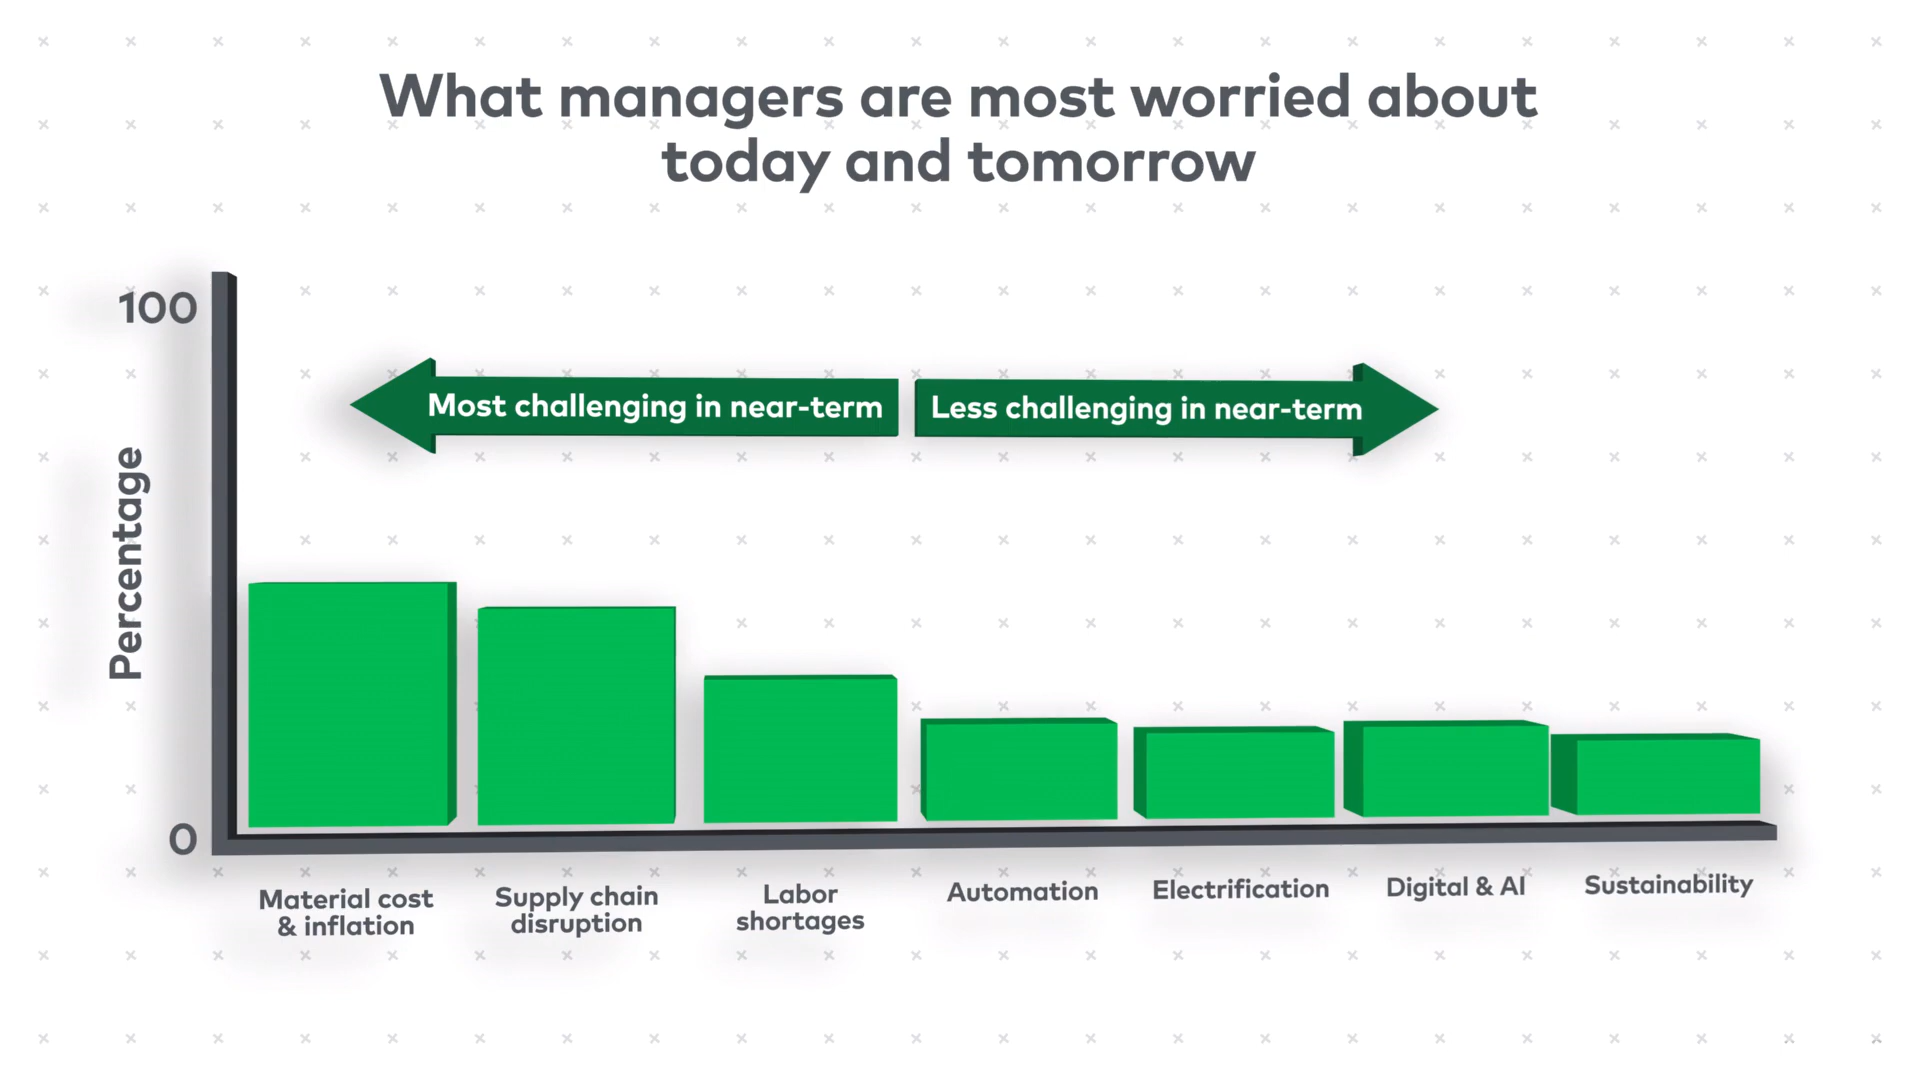 What managers are most worried about
today and tomorrow
100
Most challenging in near-term
Less challenging in near-term
Percentage
0
Material cost
& inflation
Supply chain
disruption
Labor
shortages
Automation
Electrification
Digital & AI
Sustainability